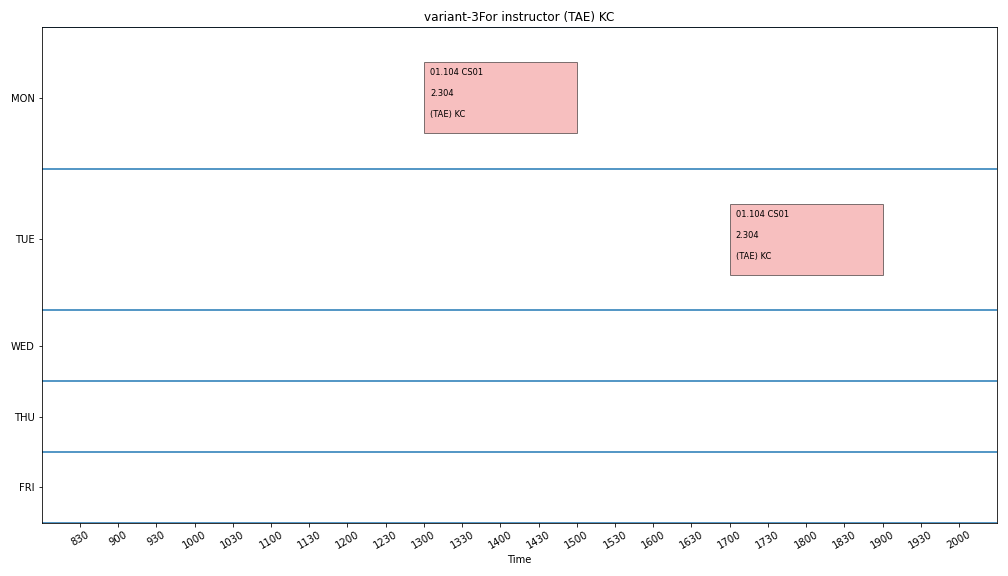 variant-3For instructor (TAE) KC
MON
01.104 CS01
2.304
(TAE) KC
TUE
01.104 CS01
2.304
(TAE) KC
WED
THU
FRI
830 900 930 1000 1030 1100 1130 1200 1230 1300 1330 1400 1430 1500 1530 1600 1630 1700 1730 1800 1830 1900 1930 2000
Time